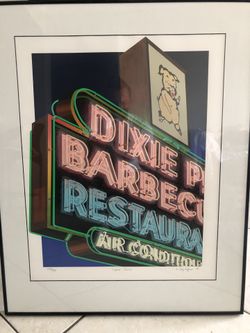 DIXIE P
BARBECU
RESTAURA
AIR CONDITIONE